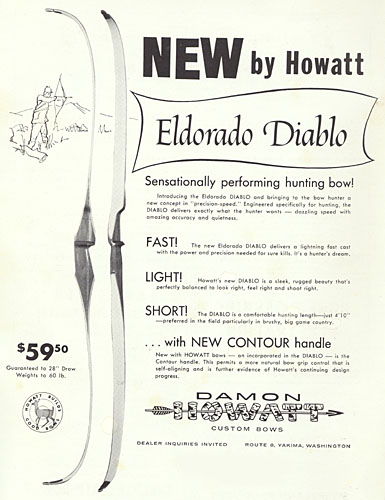 NEW by Howatt
Eldorado Diablo
Sensationally performing hunting bow!
Introducing the Eldorado DIABLO and bringing to the bow hunter a
new concept in "precision-speed." Engineered specifically for hunting, the
DIABLO delivers exactly what the hunter wants — dazzling speed with
amazing accuracy and quietness.
FAST! The new Eldorado DIABLO delivers a lightning fast cast
with the power and precision needed for sure kills. It's a hunter's dream.
LIGHT! Howatt's new DIABLO is a sleek, rugged beauty that's
perfectly balanced to look right, feel right and shoot right.
SHORT! The DIABLO is a comfortable hunting length—just 4'10"
—preferred in the field particularly in brushy, big game country.
. . . with NEW CONTOUR handle
New with HOWATT bows — an incorporated in the DIABLO — is the
Contour handle. This permits a more natural bow grip control that is
self-aligning and is further evidence of Howatt's continuing design
progress.
$59.50
Guaranteed to 28" Draw
Weights to 60 lb.
HOWATT BUILDS
GOOD BOWS
DAMON
HOWATT
CUSTOM BOWS
DEALER INQUIRIES INVITED ROUTE 8, YAKIMA, WASHINGTON